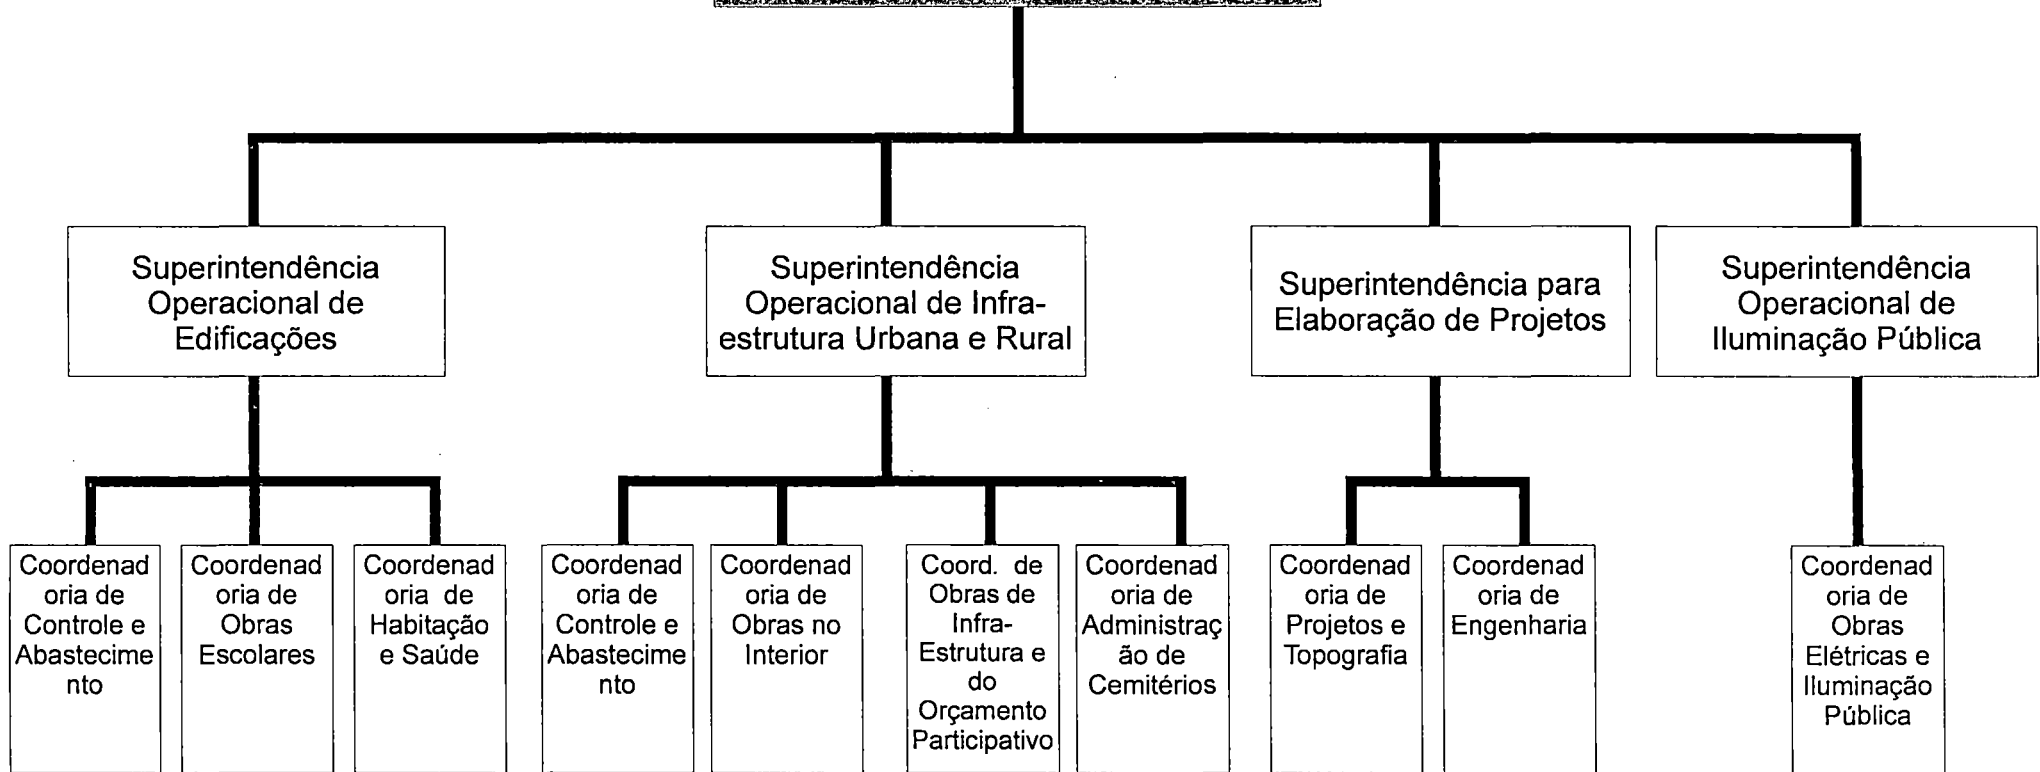 Superintendência
Operacional de
Edificações
Superintendência
Operacional de Infra-
estrutura Urbana e Rural
Superintendência para
Elaboração de Projetos
Superintendência
Operacional de
Iluminação Pública
Coordenad
oria de
Controle e
Abastecime
nto
Coordenad
oria de
Obras
Escolares
Coordenad
oria de
Habitação
e Saúde
Coordenad
oria de
Controle e
Abastecime
nto
Coordenad
oria de
Obras no
Interior
Coord. de
Obras de
Infra-
Estrutura e
do
Orçamento
Participativo
Coordenad
oria de
Administraç
ão de
Cemitérios
Coordenad
oria de
Projetos e
Topografia
Coordenad
oria de
Engenharia
Coordenad
oria de
Obras
Elétricas e
Iluminação
Pública